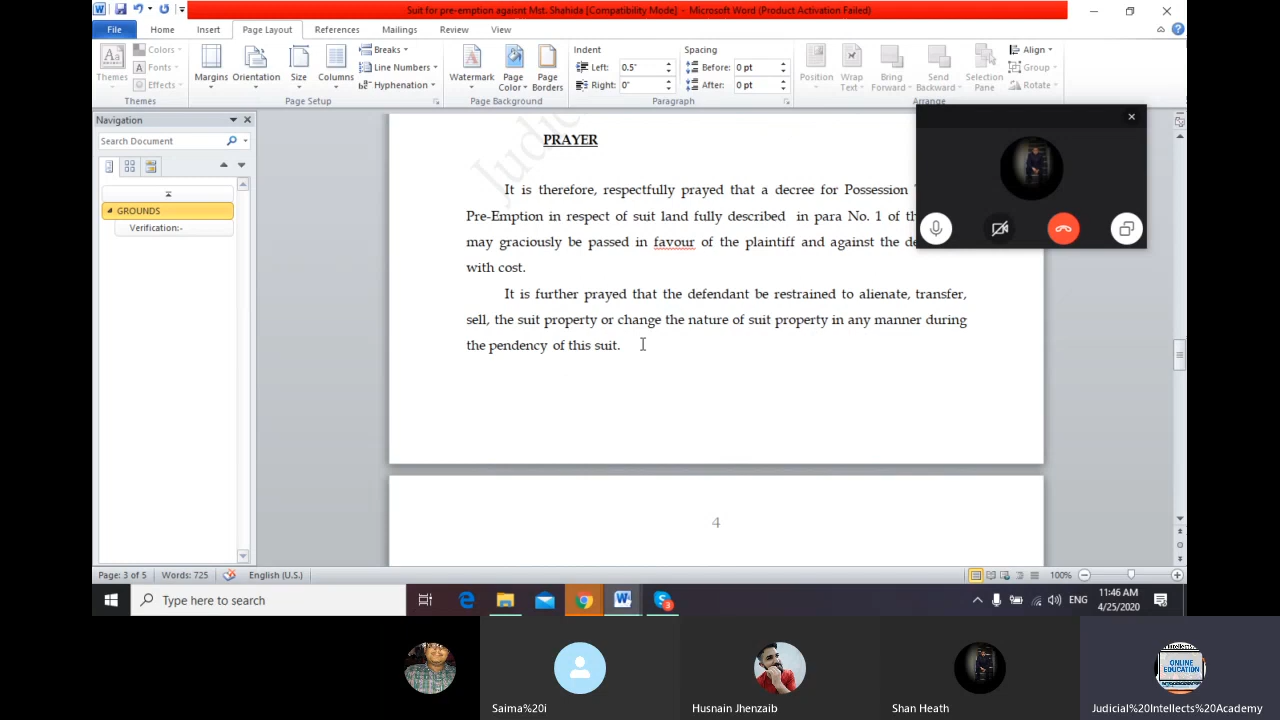 Suit for pre-emption agaisnt Mst. Shahida [Compatibility Mode] - Microsoft Word (Product Activation Failed)
File Home Insert Page Layout References Mailings Review View
Themes
Colors
Fonts
Effects
Themes
Margins
Orientation
Size
Columns
Breaks
Line Numbers
Hyphenation
Page Setup
Watermark
Page Color
Page Borders
Page Background
Indent
Left: 0.5"
Right: 0"
Spacing
Before: 0 pt
After: 0 pt
Paragraph
Position
Wrap Text
Bring Forward
Send Backward
Selection Pane
Align
Group
Rotate
Arrange
Navigation
Search Document
GROUNDS
Verification:-
PRAYER
It is therefore, respectfully prayed that a decree for Possession
Pre-Emption in respect of suit land fully described in para No. 1 of
may graciously be passed in favour of the plaintiff and against the
with cost.
It is further prayed that the defendant be restrained to alienate, transfer,
sell, the suit property or change the nature of suit property in any manner during
the pendency of this suit.
4
Page: 3 of 5 Words: 725 English (U.S.) 100%
Type here to search
3
ENG
11:46 AM
4/25/2020
ONLINE
EDUCATION
Saima%20i
Husnain Jhenzaib
Shan Heath
Judicial%20Intellects%20Academy